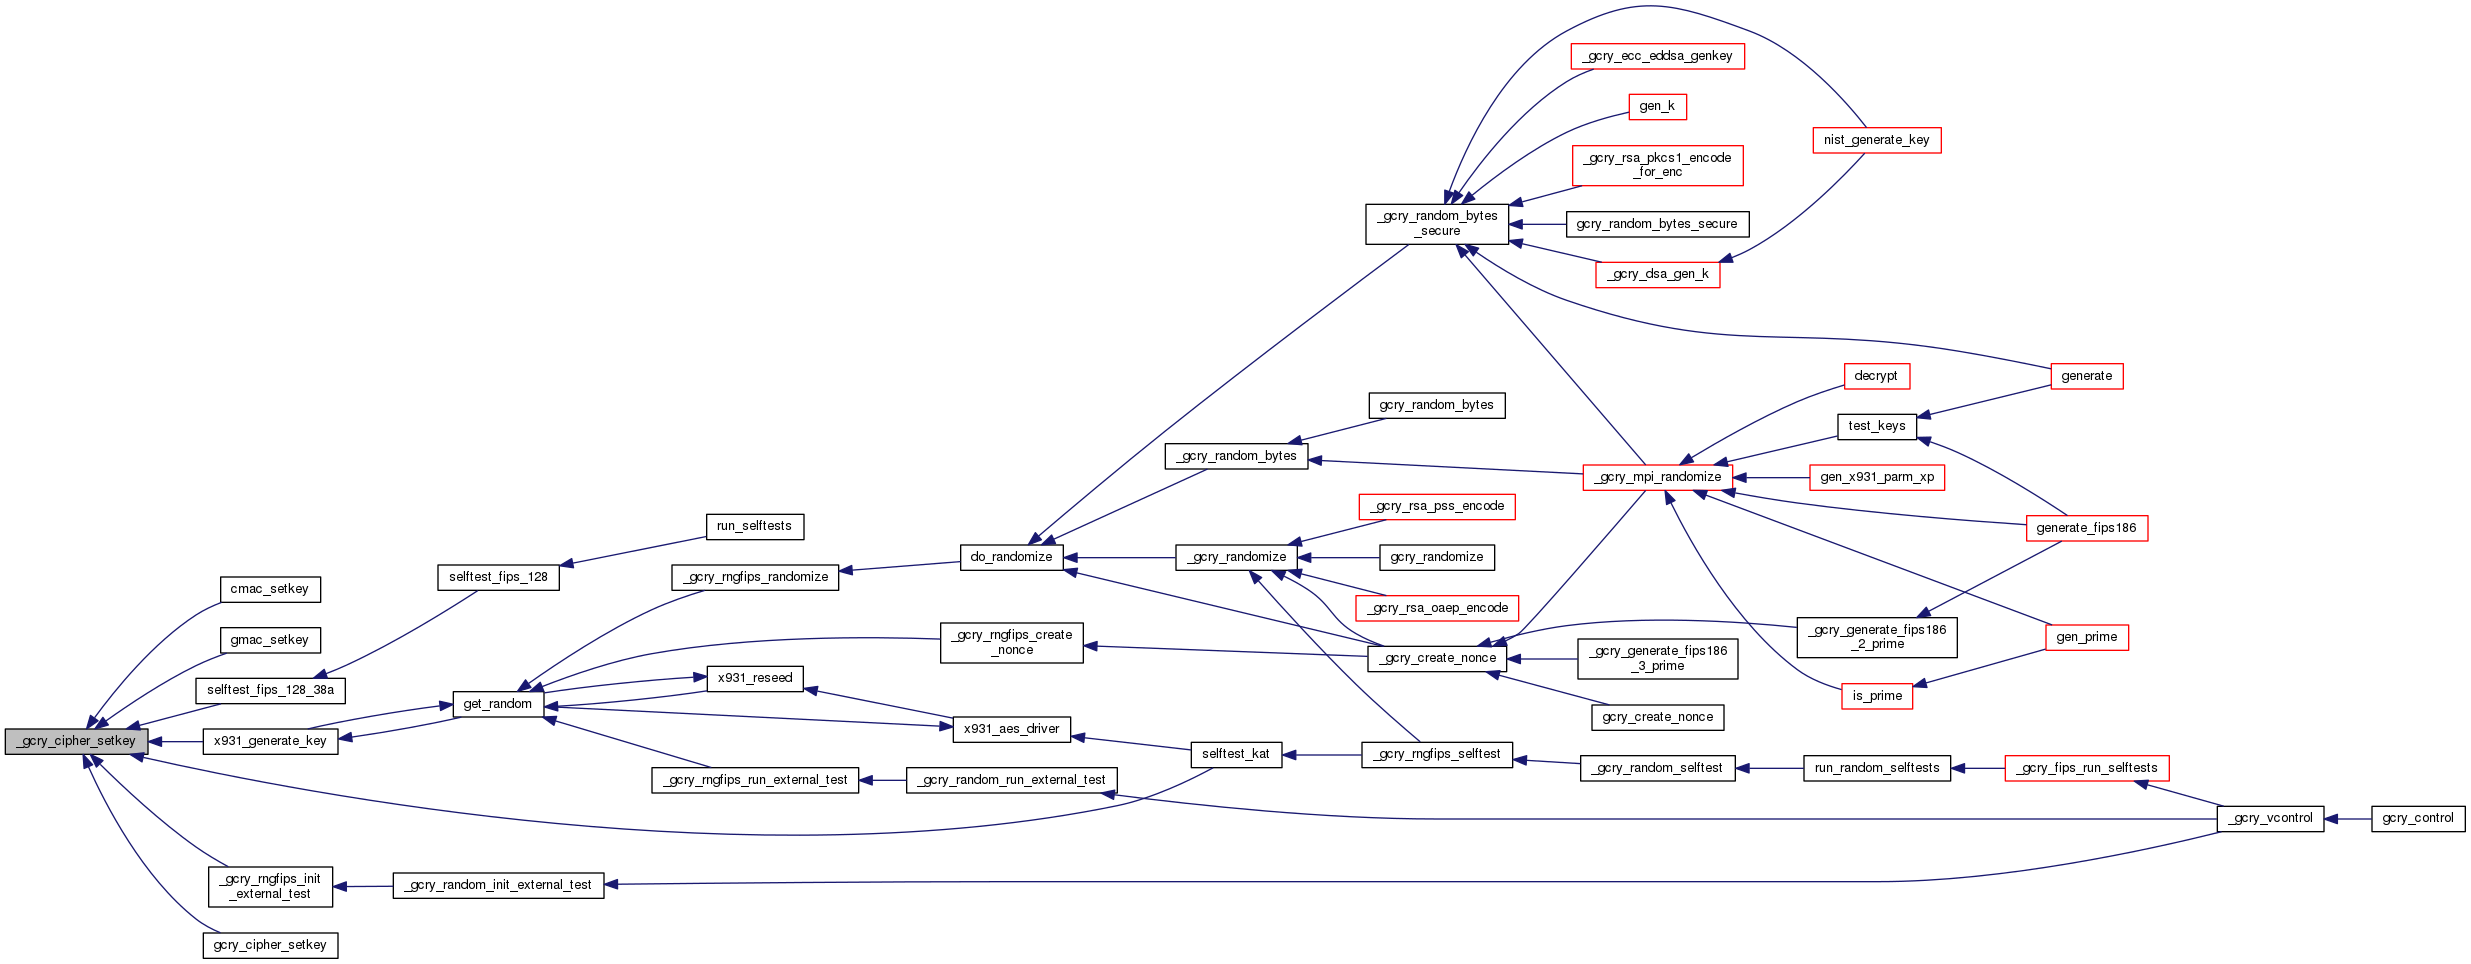 _gcry_cipher_setkey
cmac_setkey
gmac_setkey
selftest_fips_128_38a
x931_generate_key
_gcry_rngfips_init
_external_test
gcry_cipher_setkey
selftest_fips_128
get_random
_gcry_random_init_external_test
run_selftests
_gcry_rngfips_randomize
x931_reseed
_gcry_rngfips_run_external_test
do_randomize
_gcry_rngfips_create
_nonce
x931_aes_driver
_gcry_random_run_external_test
_gcry_random_bytes
_gcry_randomize
selftest_kat
_gcry_random_bytes
_secure
gcry_random_bytes
_gcry_rsa_pss_encode
gcry_randomize
_gcry_rsa_oaep_encode
_gcry_create_nonce
_gcry_rngfips_selftest
_gcry_ecc_eddsa_genkey
gen_k
_gcry_rsa_pkcs1_encode
_for_enc
gcry_random_bytes_secure
_gcry_dsa_gen_k
_gcry_mpi_randomize
_gcry_generate_fips186
_3_prime
gcry_create_nonce
_gcry_random_selftest
nist_generate_key
decrypt
test_keys
gen_x931_parm_xp
_gcry_generate_fips186
_2_prime
is_prime
run_random_selftests
generate
generate_fips186
gen_prime
_gcry_fips_run_selftests
_gcry_vcontrol
gcry_control